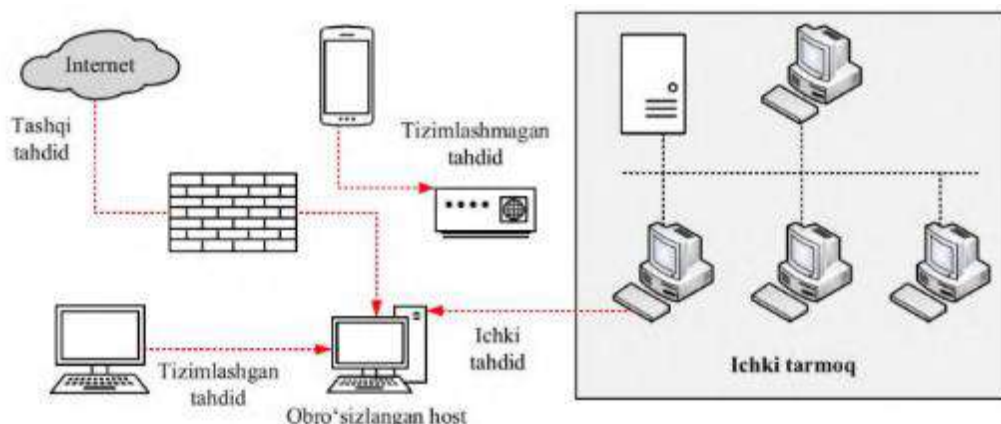 Internet
Tashqi
tahdid
Tizimlashmagan
tahdid
Tizimlashgan
tahdid
Ichki
tahdid
Obro‘sizlangan host
Ichki tarmoq